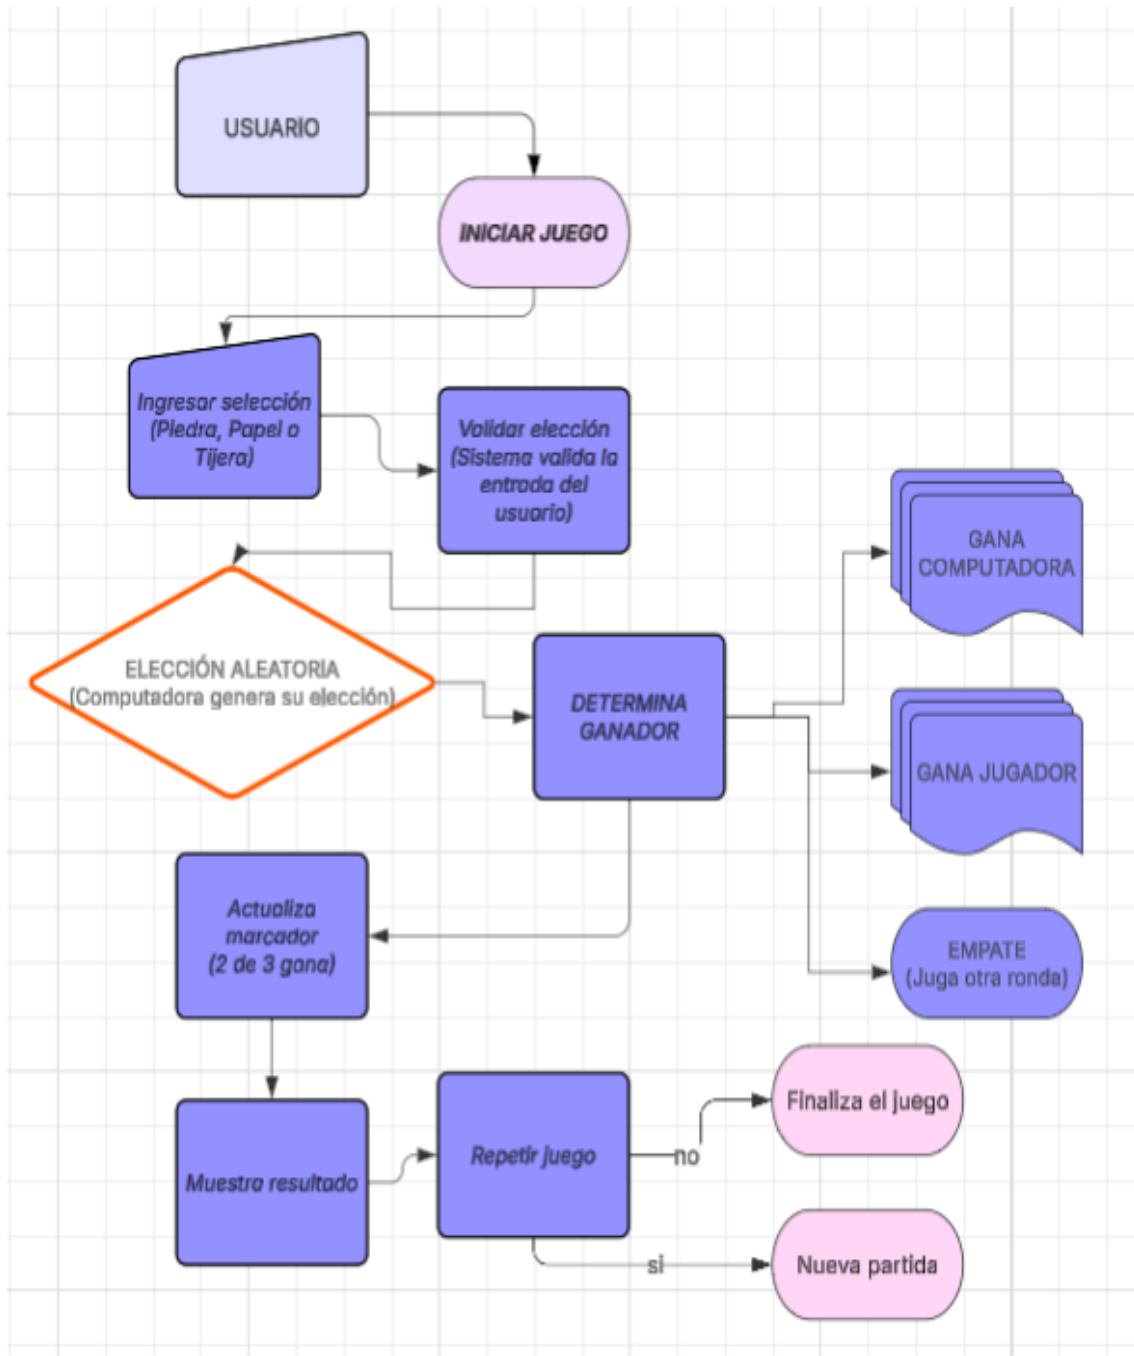 USUARIO
INICIAR JUEGO
Ingresar selección
(Piedra, Papel o
Tijera)
Validar elección
(Sistema valida la
entrada del
usuario)
ELECCIÓN ALEATORIA
(Computadora genera su elección)
DETERMINA
GANADOR
GANA
COMPUTADORA
GANA JUGADOR
EMPATE
(Juga otra ronda)
Actualiza
marcador
(2 de 3 gana)
Muestra resultado
Repetir juego
no
Finaliza el juego
si
Nueva partida